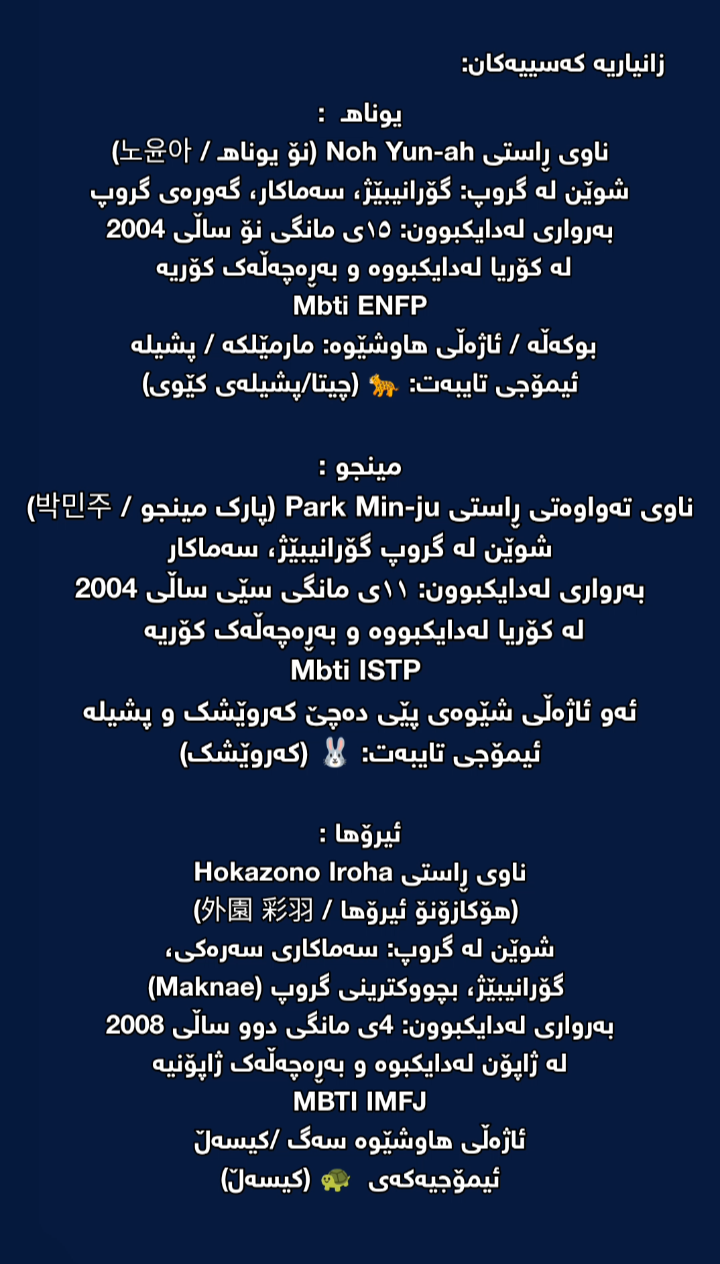 زانیاریە کەسییەکان:
یوناهـ :
ناوی ڕاستی Noh Yun-ah (نۆ یوناهـ / 노윤아)
شوێن لە گروپ: گۆرانیبێژ، سەماکار، گەورەی گروپ
بەرواری لەدایکبوون: ١٥ی مانگی نۆ ساڵی 2004
لە کۆریا لەدایکبووە و بەڕەچەڵەک کۆریە
Mbti ENFP
بوکەڵە / ئاژەڵی هاوشێوە: مارمێلکە / پشیلە
ئیمۆجی تایبەت: 🐆 (چیتا/پشیلەی کێوی)
مینجو :
ناوی تەواوەتی ڕاستی Park Min-ju (پارک مینجو / 박민주)
شوێن لە گروپ گۆرانیبێژ، سەماکار
بەرواری لەدایکبوون: ١١ی مانگی سێی ساڵی 2004
لە کۆریا لەدایکبووە و بەڕەچەڵەک کۆریە
Mbti ISTP
ئەو ئاژەڵی شێوەی پێی دەچێ کەروێشک و پشیلە
ئیمۆجی تایبەت: 🐰 (کەروێشک)
ئیرۆها :
ناوی ڕاستی Hokazono Iroha
(هۆکازۆنۆ ئیرۆها / 外園 彩羽)
شوێن لە گروپ: سەماکاری سەرەکی،
گۆرانیبێژ، بچووکترینی گروپ (Maknae)
بەرواری لەدایکبوون: 4ی مانگی دوو ساڵی 2008
لە ژاپۆن لەدایکبوە و بەڕەچەڵەک ژاپۆنیە
MBTI IMFJ
ئاژەڵی هاوشێوە سەگ /کیسەڵ
ئیمۆجیەکەی 🐢 (کیسەڵ)